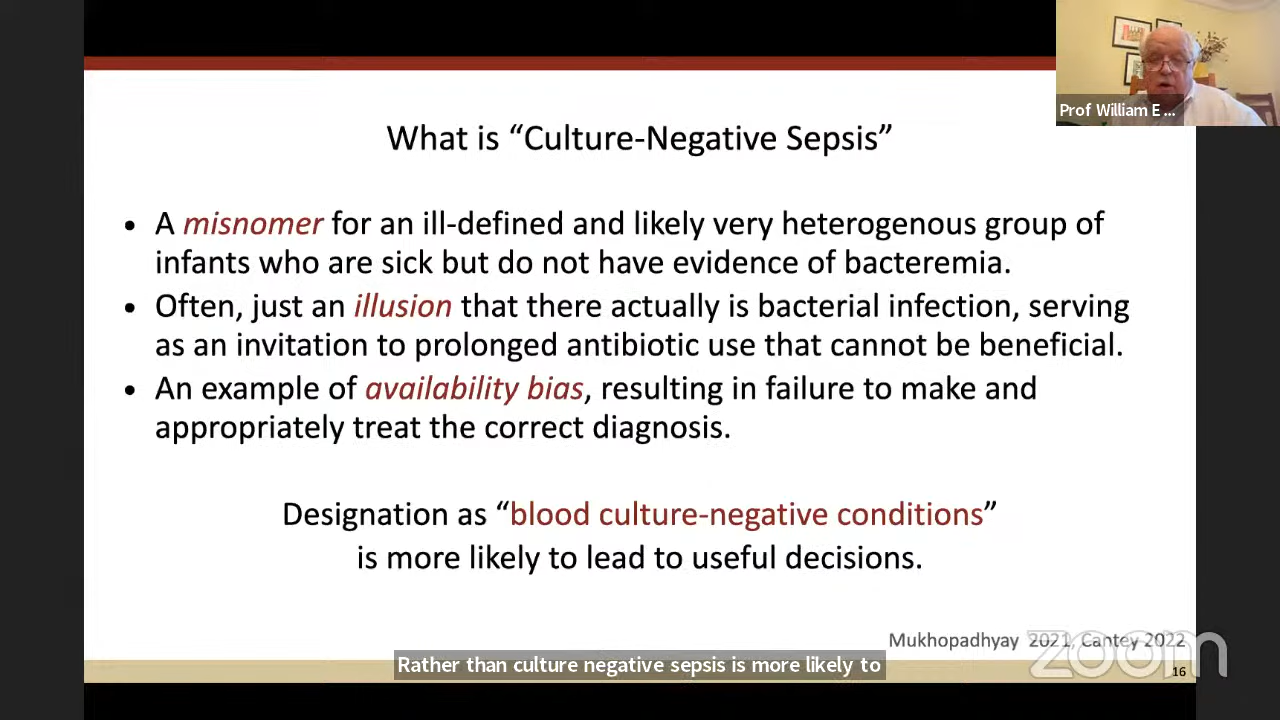 Prof William E ...
What is “Culture-Negative Sepsis”
• A misnomer for an ill-defined and likely very heterogenous group of
infants who are sick but do not have evidence of bacteremia.
• Often, just an illusion that there actually is bacterial infection, serving
as an invitation to prolonged antibiotic use that cannot be beneficial.
• An example of availability bias, resulting in failure to make and
appropriately treat the correct diagnosis.
Designation as “blood culture-negative conditions”
is more likely to lead to useful decisions.
Mukhopadhyay 2021, Cantey 2022
zoom
Rather than culture negative sepsis is more likely to
16